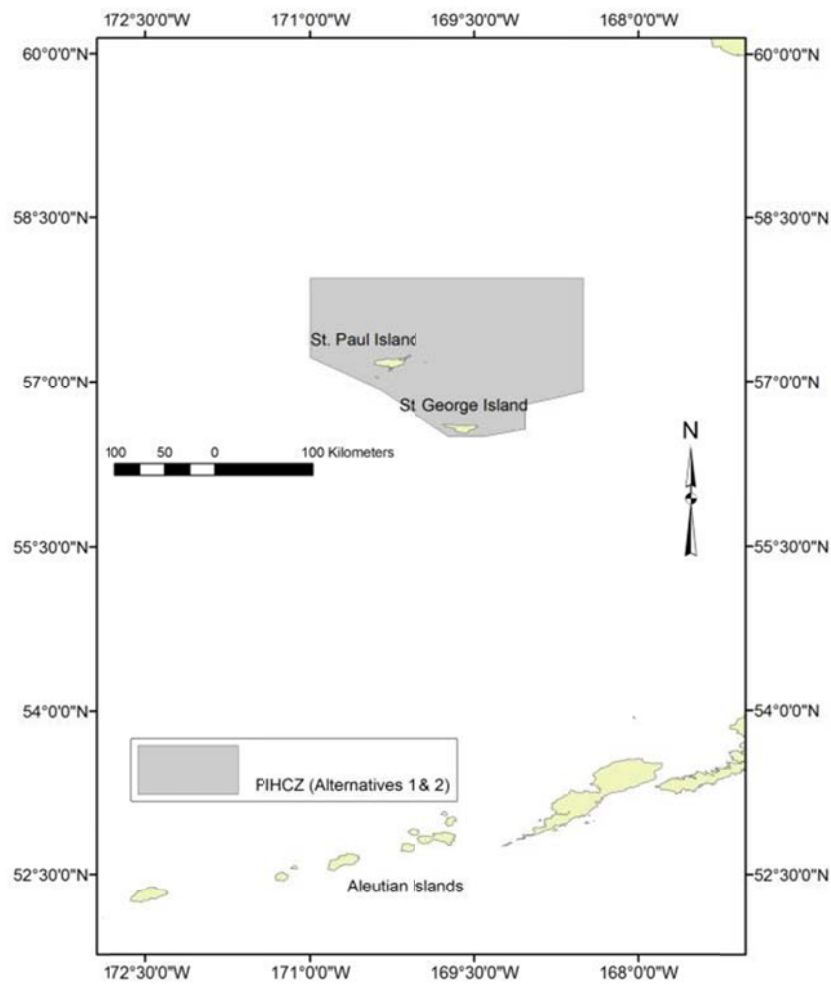 172°30'0"W 171°0'0"W 169°30'0"W 168°0'0"W
60°0'0"N 60°0'0"N
58°30'0"N 58°30'0"N
St. Paul Island
57°0'0"N 57°0'0"N
St. George Island
N
100 50 0 100 Kilometers
55°30'0"N 55°30'0"N
54°0'0"N 54°0'0"N
PIHCZ (Alternatives 1 & 2)
52°30'0"N 52°30'0"N
Aleutian Islands
172°30'0"W 171°0'0"W 169°30'0"W 168°0'0"W